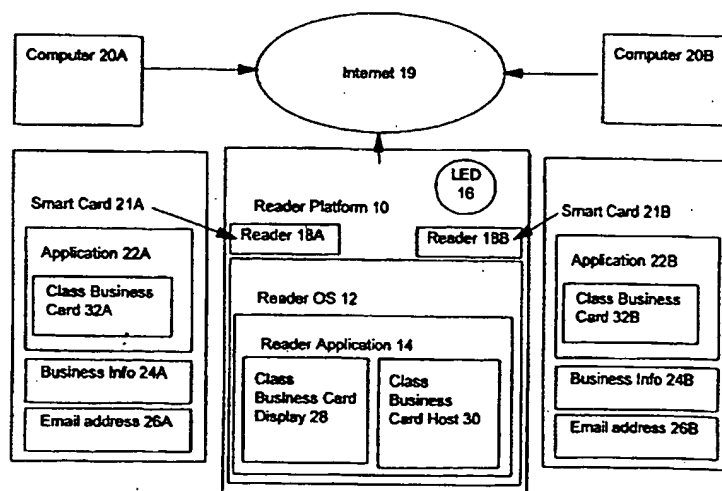 Computer 20A
Internet 19
Computer 20B
LED
16
Smart Card 21A
Reader Platform 10
Smart Card 21B
Reader 18A
Reader 18B
Application 22A
Class Business
Card 32A
Business Info 24A
Email address 26A
Reader OS 12
Reader Application 14
Class
Business Card
Display 28
Class
Business
Card Host 30
Application 22B
Class Business
Card 32B
Business Info 24B
Email address 26B